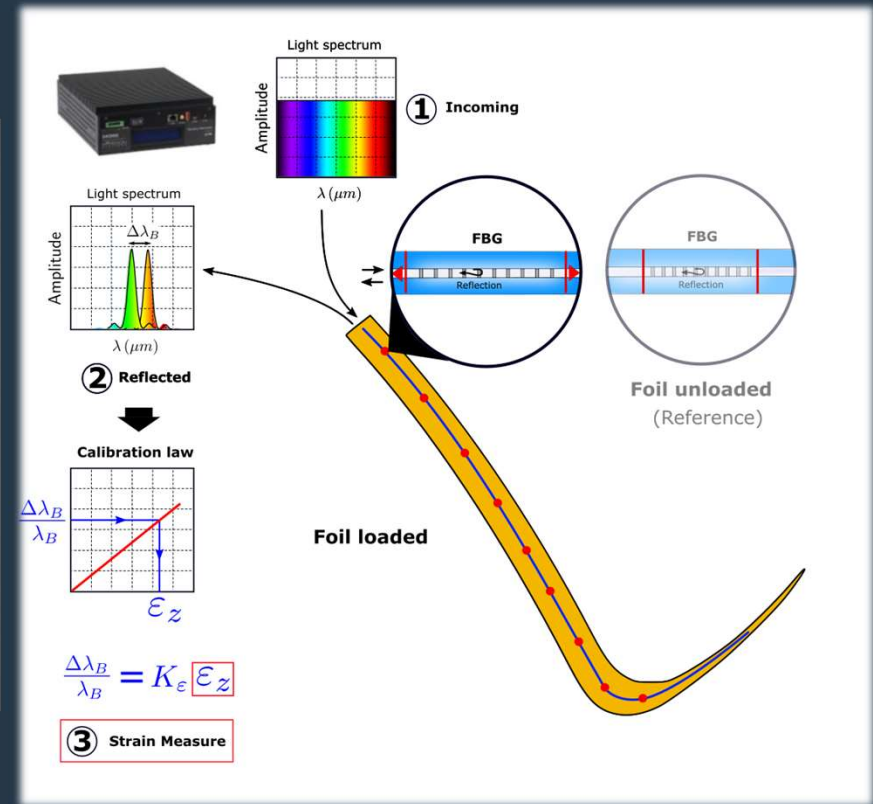 Light spectrum
Amplitude
λ (μm)
① Incoming
Light spectrum
Δλ_B
Amplitude
λ (μm)
② Reflected
FBG
Reflection
FBG
Reflection
Foil unloaded
(Reference)
Calibration law
Δλ_B
λ_B
ε_z
Foil loaded
Δλ_B/λ_B = K_ε ε_z
③ Strain Measure